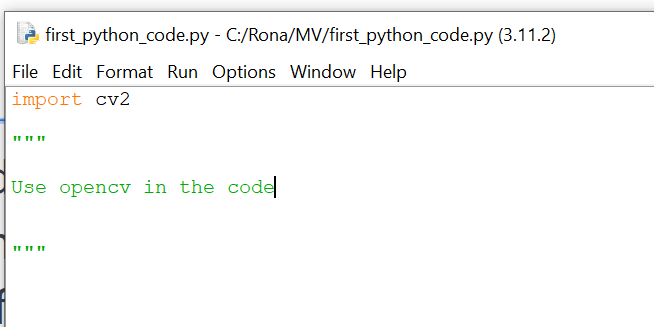 first_python_code.py - C:/Rona/MV/first_python_code.py (3.11.2)
File Edit Format Run Options Window Help
import cv2
"""
Use opencv in the code
"""